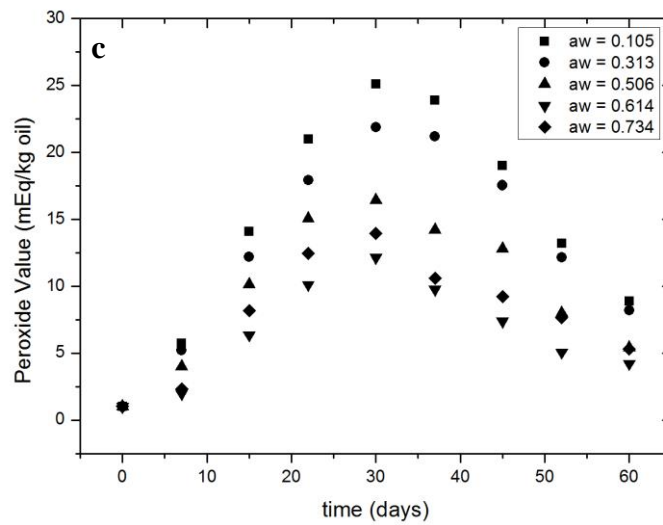 c
aw = 0.105
aw = 0.313
aw = 0.506
aw = 0.614
aw = 0.734
Peroxide Value (mEq/kg oil)
30
25
20
15
10
5
0
0 10 20 30 40 50 60
time (days)